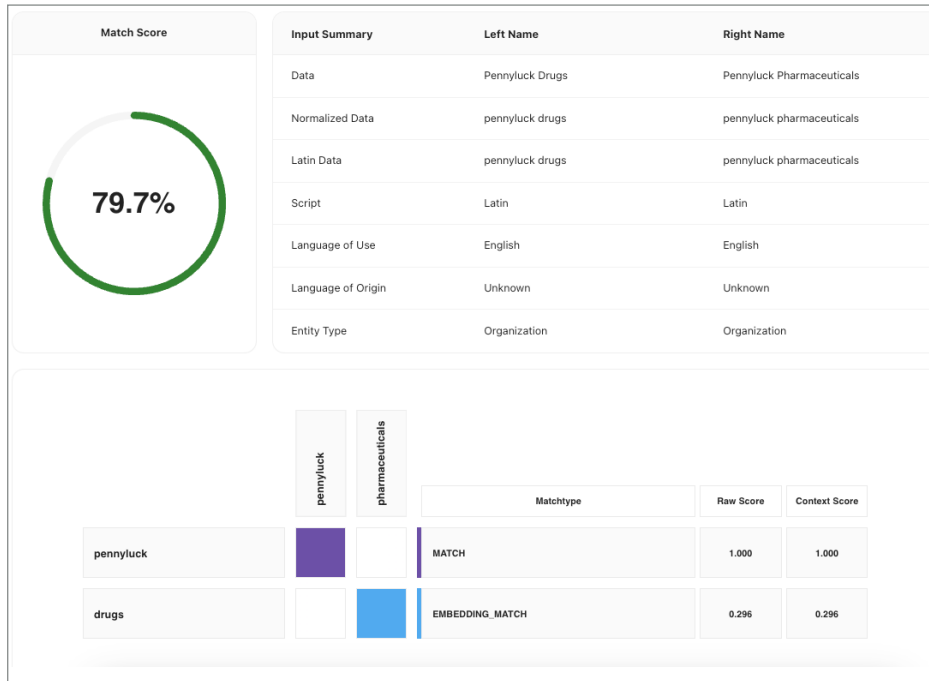 Match Score
79.7%
Input Summary Left Name Right Name
Data Pennyluck Drugs Pennyluck Pharmaceuticals
Normalized Data pennyluck drugs pennyluck pharmaceuticals
Latin Data pennyluck drugs pennyluck pharmaceuticals
Script Latin Latin
Language of Use English English
Language of Origin Unknown Unknown
Entity Type Organization Organization
pennyluck pharmaceuticals
Matchtype Raw Score Context Score
pennyluck MATCH 1.000 1.000
drugs EMBEDDING_MATCH 0.296 0.296